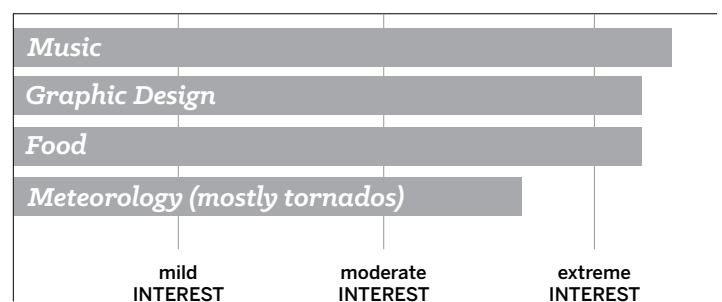 Music
Graphic Design
Food
Meteorology (mostly tornados)
mild moderate extreme
INTEREST INTEREST INTEREST